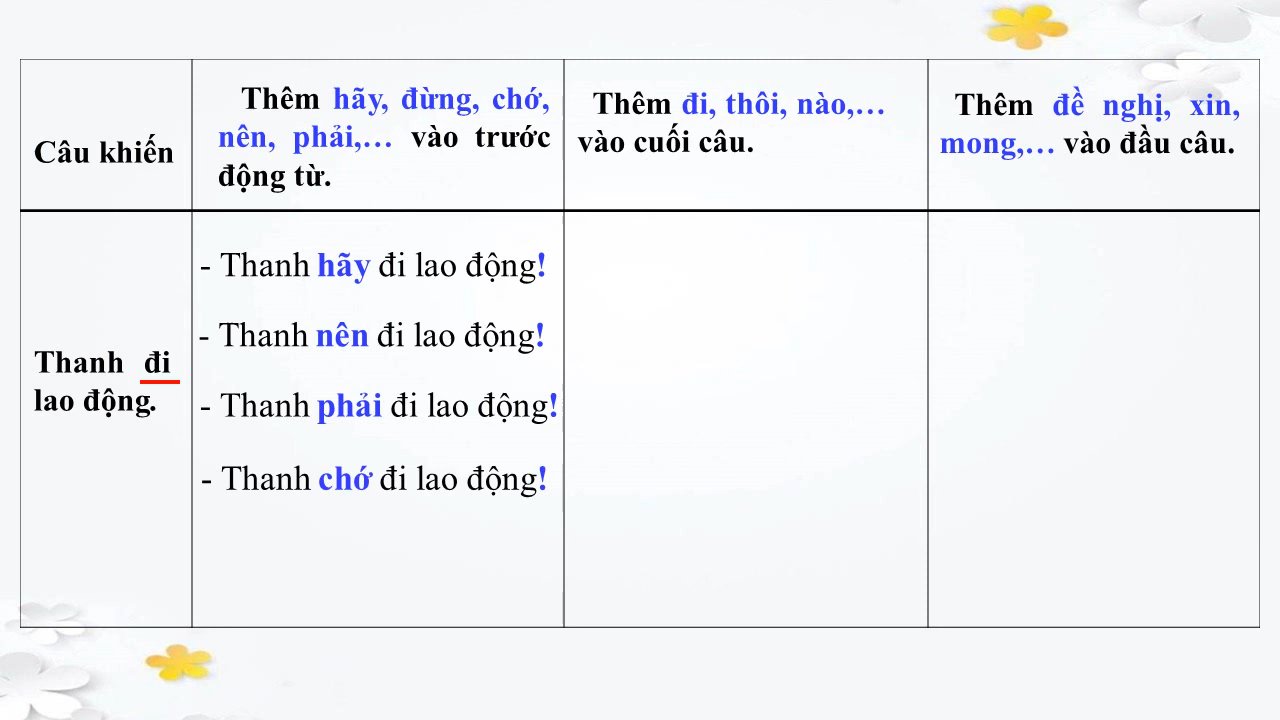 Câu khiến
Thêm hãy, đừng, chớ,
nên, phải,… vào trước
động từ.
Thêm đi, thôi, nào,…
vào cuối câu.
Thêm đề nghị, xin,
mong,… vào đầu câu.
Thanh đi
lao động.
- Thanh hãy đi lao động!
- Thanh nên đi lao động!
- Thanh phải đi lao động!
- Thanh chớ đi lao động!